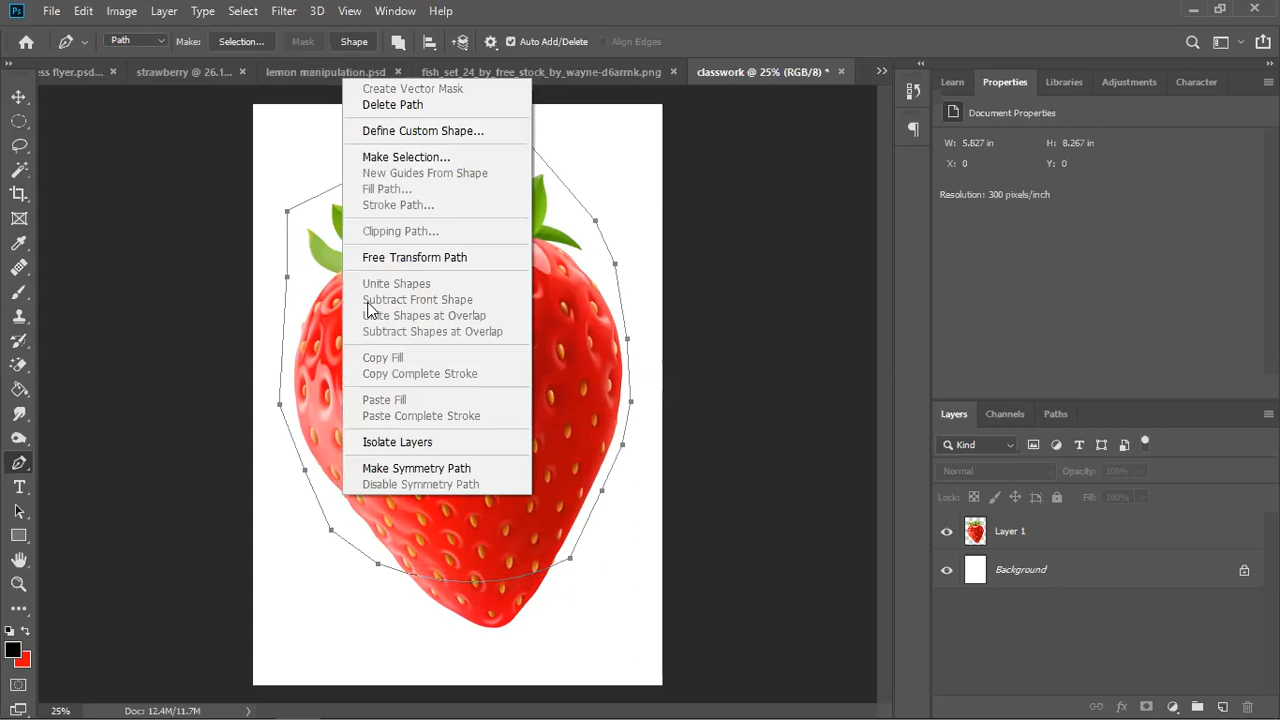 Ps File Edit Image Layer Type Select Filter 3D View Window Help
Path Make: Selection... Mask Shape Auto Add/Delete Align Edges
ess flyer.psd... × strawberry @ 26.1... × lemon manipulation.psd × fish_set_24_by_free_stock_by_wayne-d6arrnk.png × classwork @ 25% (RGB/8) * ×
Learn Properties Libraries Adjustments Character
Document Properties
W: 5.827 in H: 8.267 in
X: 0 Y: 0
Resolution: 300 pixels/inch
Create Vector Mask
Delete Path
Define Custom Shape...
Make Selection...
New Guides From Shape
Fill Path...
Stroke Path...
Clipping Path...
Free Transform Path
Unite Shapes
Subtract Front Shape
Shapes at Overlap
Subtract Shapes at Overlap
Copy Fill
Copy Complete Stroke
Paste Fill
Paste Complete Stroke
Isolate Layers
Make Symmetry Path
Disable Symmetry Path
Layers Channels Paths
Kind
Normal Opacity: 100%
Lock: Fill: 100%
Layer 1
Background
25% Doc: 12.4M/11.7M